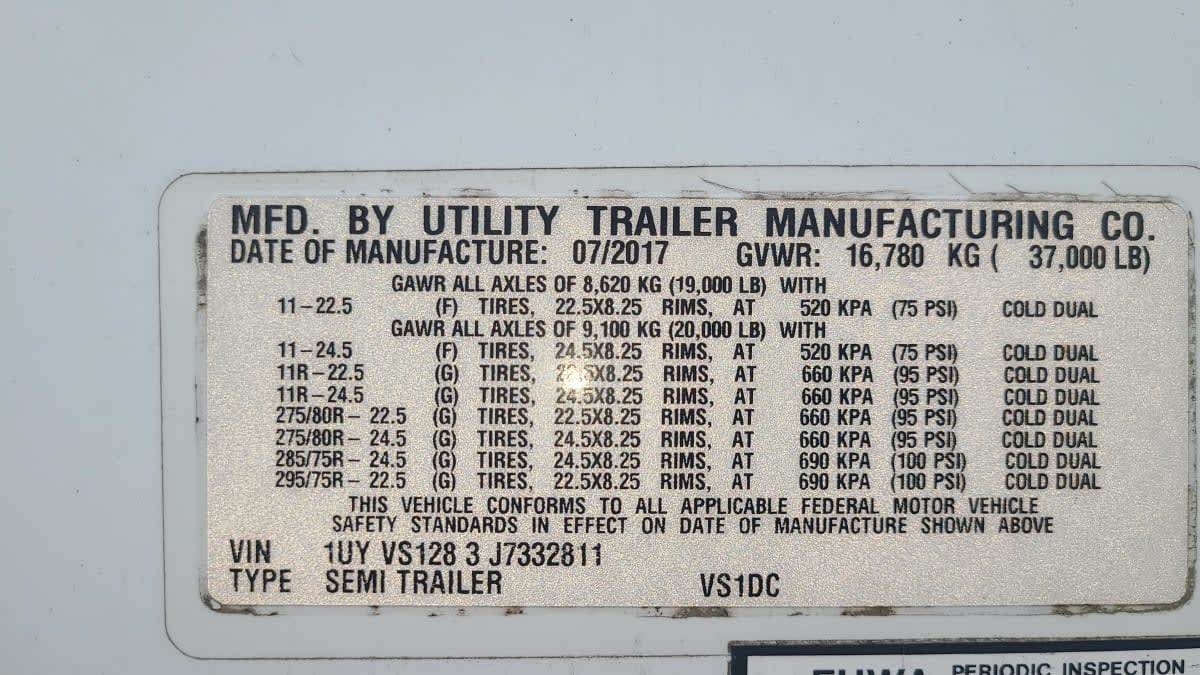 MFD. BY UTILITY TRAILER MANUFACTURING CO.
DATE OF MANUFACTURE: 07/2017 GVWR: 16,780 KG ( 37,000 LB)
GAWR ALL AXLES OF 8,620 KG (19,000 LB) WITH
11-22.5 (F) TIRES, 22.5X8.25 RIMS, AT 520 KPA (75 PSI) COLD DUAL
GAWR ALL AXLES OF 9,100 KG (20,000 LB) WITH
11-24.5 (F) TIRES, 24.5X8.25 RIMS, AT 520 KPA (75 PSI) COLD DUAL
11R-22.5 (G) TIRES, 22.5X8.25 RIMS, AT 660 KPA (95 PSI) COLD DUAL
11R-24.5 (G) TIRES, 24.5X8.25 RIMS, AT 660 KPA (95 PSI) COLD DUAL
275/80R- 22.5 (G) TIRES, 22.5X8.25 RIMS, AT 660 KPA (95 PSI) COLD DUAL
275/80R- 24.5 (G) TIRES, 24.5X8.25 RIMS, AT 660 KPA (95 PSI) COLD DUAL
285/75R- 24.5 (G) TIRES, 24.5X8.25 RIMS, AT 690 KPA (100 PSI) COLD DUAL
295/75R- 22.5 (G) TIRES, 22.5X8.25 RIMS, AT 690 KPA (100 PSI) COLD DUAL
THIS VEHICLE CONFORMS TO ALL APPLICABLE FEDERAL MOTOR VEHICLE
SAFETY STANDARDS IN EFFECT ON DATE OF MANUFACTURE SHOWN ABOVE
VIN 1UY VS128 3 J7332811
TYPE SEMI TRAILER VS1DC
PERIODIC INSPECTION